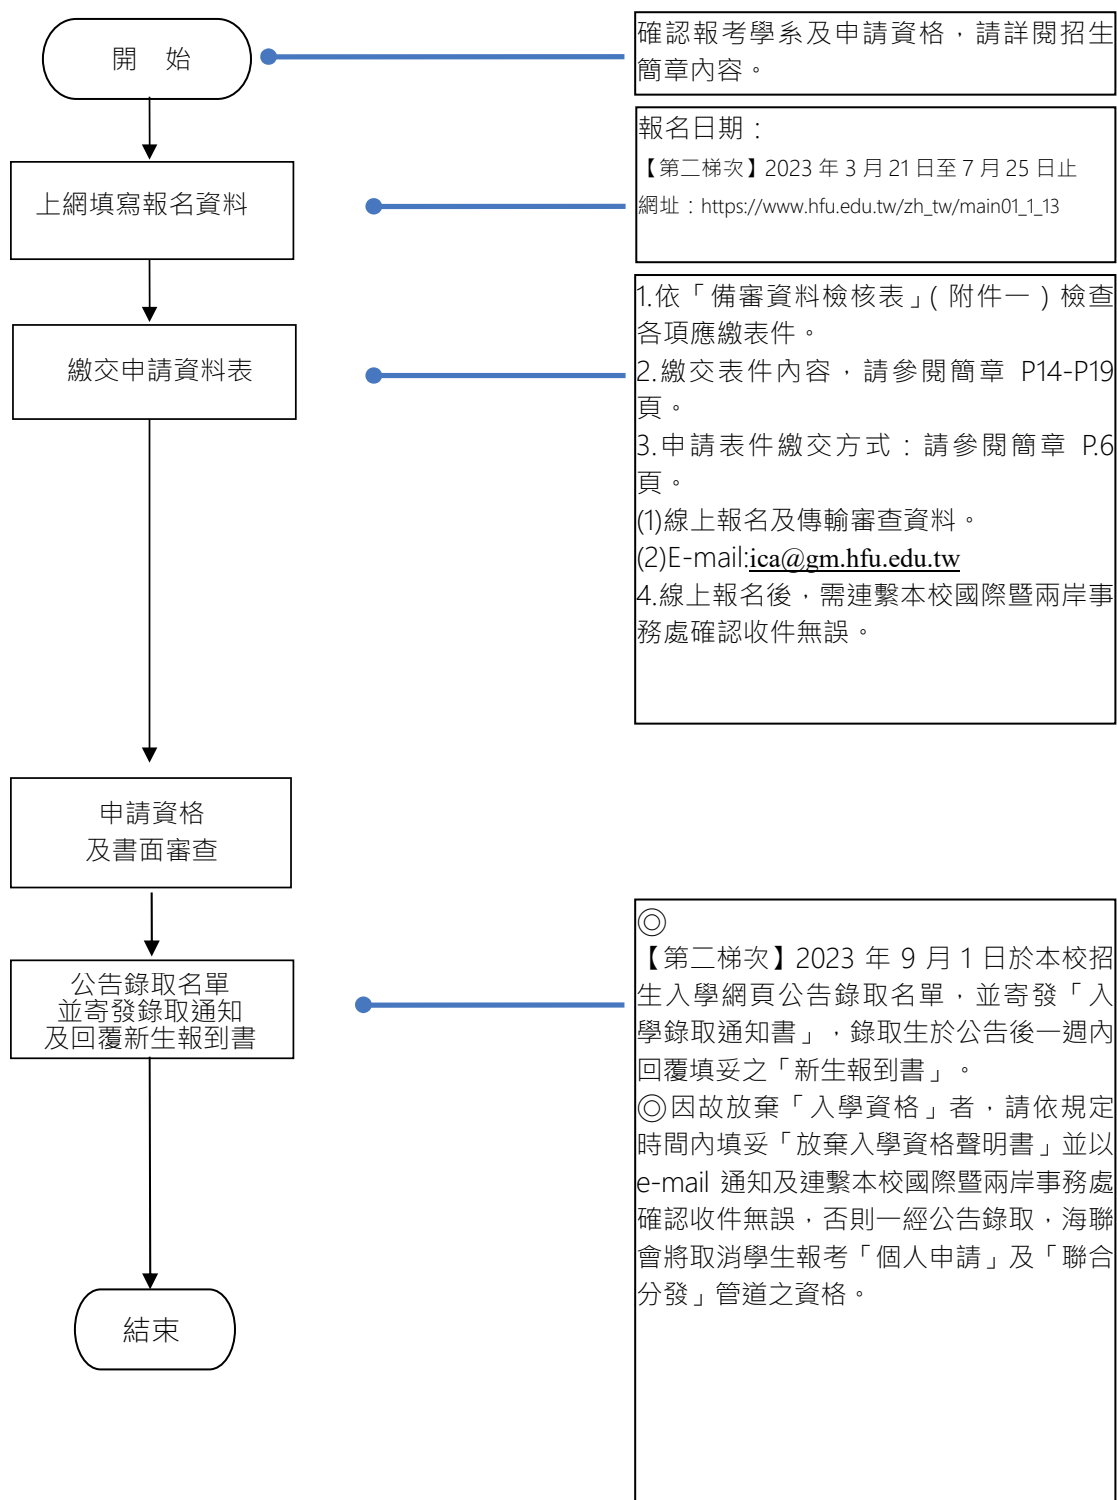 開　始
確認報考學系及申請資格，請詳閱招生
簡章內容。
上網填寫報名資料
報名日期：
【第二梯次】2023 年 3 月 21 日至 7 月 25 日止
網址：https://www.hfu.edu.tw/zh_tw/main01_1_13
繳交申請資料表
1.依「備審資料檢核表」(附件一) 檢查
各項應繳表件。
2.繳交表件內容，請參閱簡章 P14-P19
頁。
3.申請表件繳交方式：請參閱簡章 P.6
頁。
(1)線上報名及傳輸審查資料。
(2)E-mail:ica@gm.hfu.edu.tw
4.線上報名後，需連繫本校國際暨兩岸事
務處確認收件無誤。
申請資格
及書面審查
公告錄取名單
並寄發錄取通知
及回覆新生報到書
◎
【第二梯次】2023 年 9 月 1 日於本校招
生入學網頁公告錄取名單，並寄發「入
學錄取通知書」，錄取生於公告後一週內
回覆填妥之「新生報到書」。
◎因故放棄「入學資格」者，請依規定
時間內填妥「放棄入學資格聲明書」並以
e-mail 通知及連繫本校國際暨兩岸事務處
確認收件無誤，否則一經公告錄取，海聯
會將取消學生報考「個人申請」及「聯合
分發」管道之資格。
結束